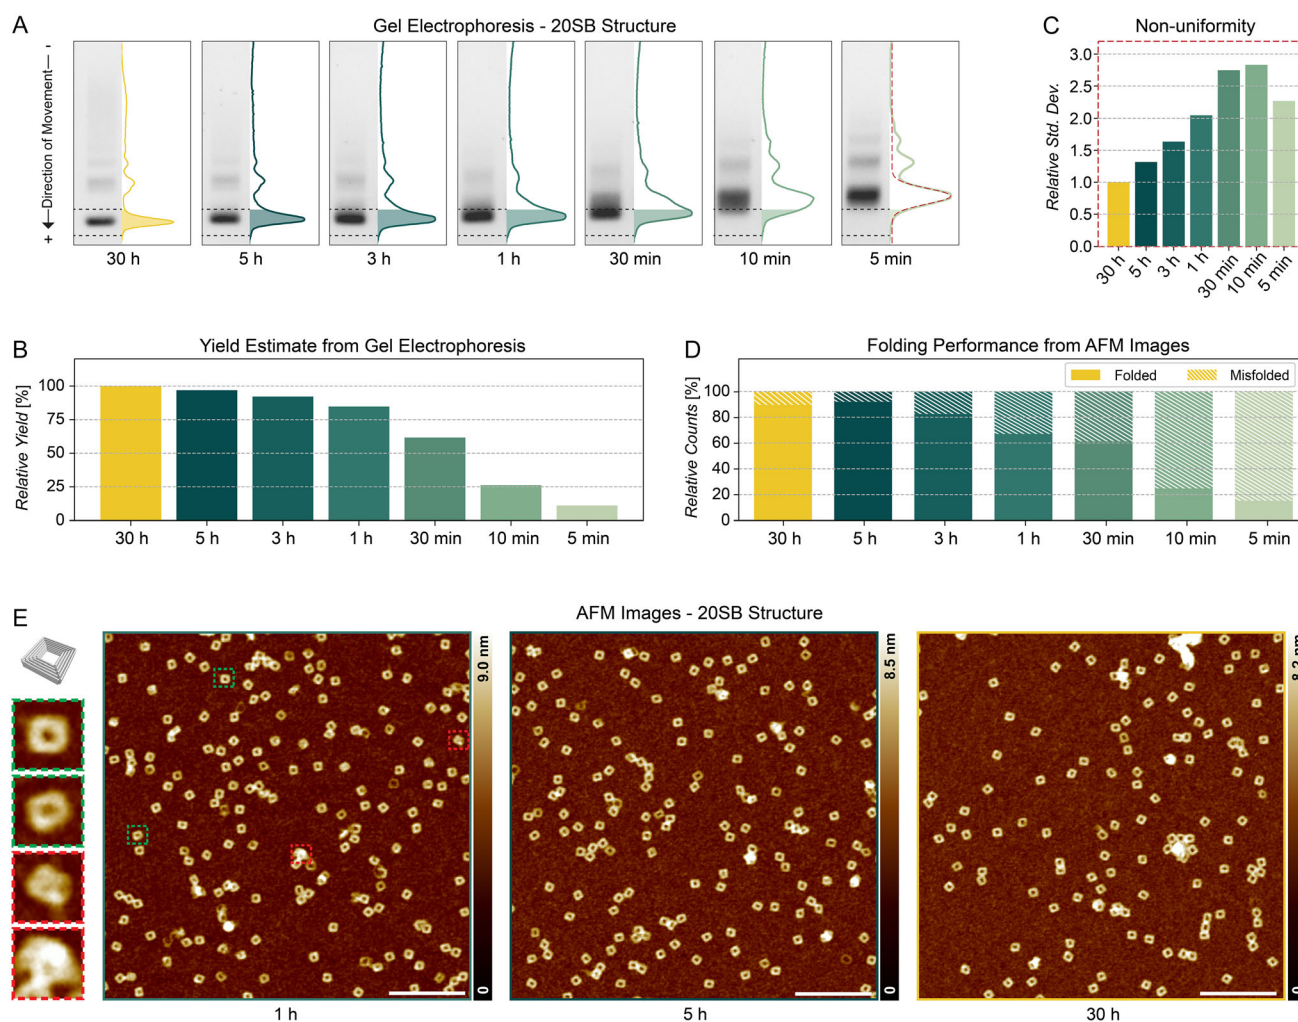 A
Gel Electrophoresis - 20SB Structure
+ ◄—Direction of Movement— -
30 h
5 h
3 h
1 h
30 min
10 min
5 min
C
Non-uniformity
Relative Std. Dev.
3.0
2.5
2.0
1.5
1.0
0.5
0.0
30 h
5 h
3 h
1 h
30 min
10 min
5 min
B
Yield Estimate from Gel Electrophoresis
Relative Yield [%]
100
75
50
25
0
30 h
5 h
3 h
1 h
30 min
10 min
5 min
D
Folding Performance from AFM Images
Folded
Misfolded
Relative Counts [%]
100
80
60
40
20
0
30 h
5 h
3 h
1 h
30 min
10 min
5 min
E
AFM Images - 20SB Structure
9.0 nm
0
1 h
8.5 nm
0
5 h
8.2 nm
0
30 h